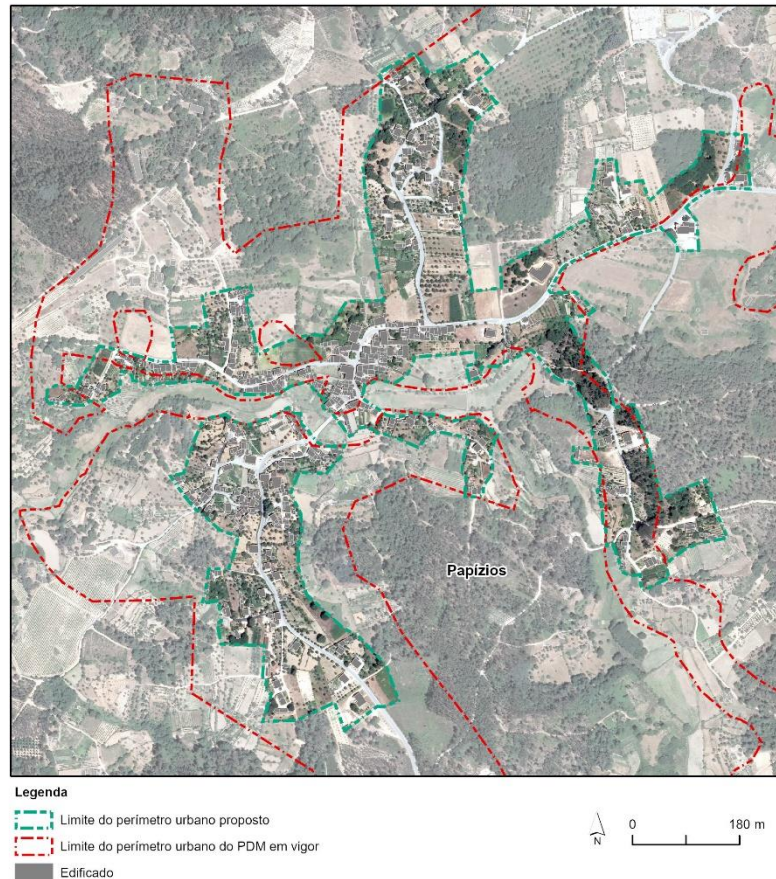 Papízios
Legenda
Limite do perímetro urbano proposto
Limite do perímetro urbano do PDM em vigor
Edificado
N
0 180 m